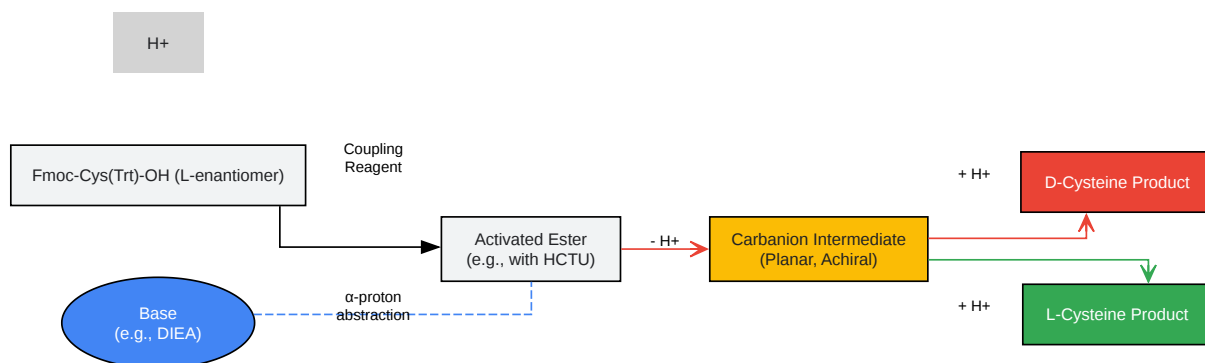 H+
Coupling
Reagent
Fmoc-Cys(Trt)-OH (L-enantiomer)
+ H+
D-Cysteine Product
Activated Ester
(e.g., with HCTU)
- H+
Carbanion Intermediate
(Planar, Achiral)
α-proton
abstraction
Base
(e.g., DIEA)
+ H+
L-Cysteine Product